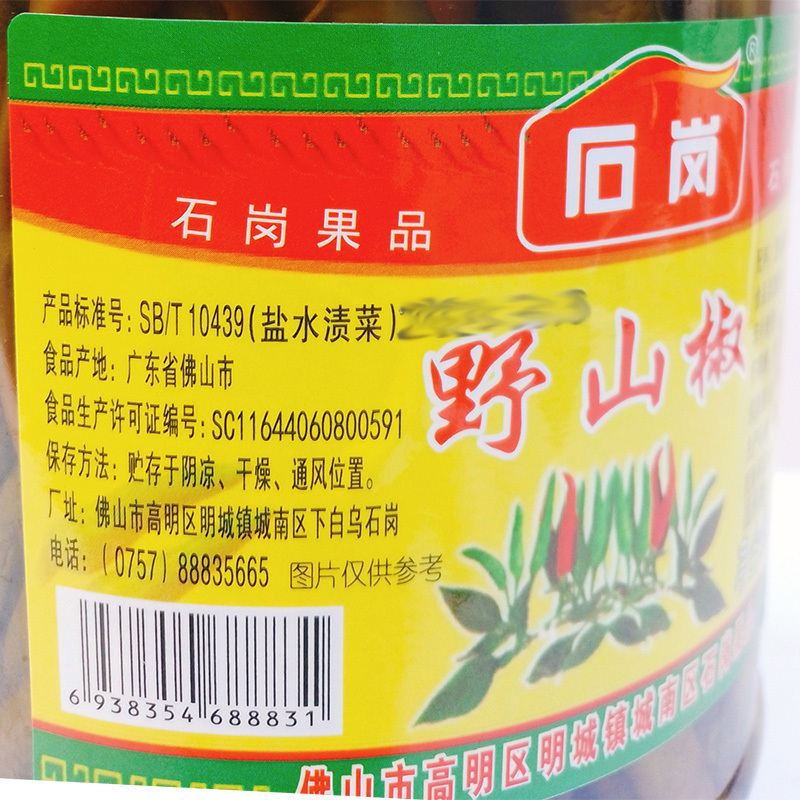 石岗®
石岗果品
产品标准号：SB/T 10439(盐水渍菜)
野山椒
食品产地：广东省佛山市
食品生产许可证编号：SC11644060800591
保存方法：贮存于阴凉、干燥、通风位置。
厂址：佛山市高明区明城镇城南区下白乌石岗
电话：(0757) 88835665
图片仅供参考
6 938354 688831
佛山市高明区明城镇城南区石